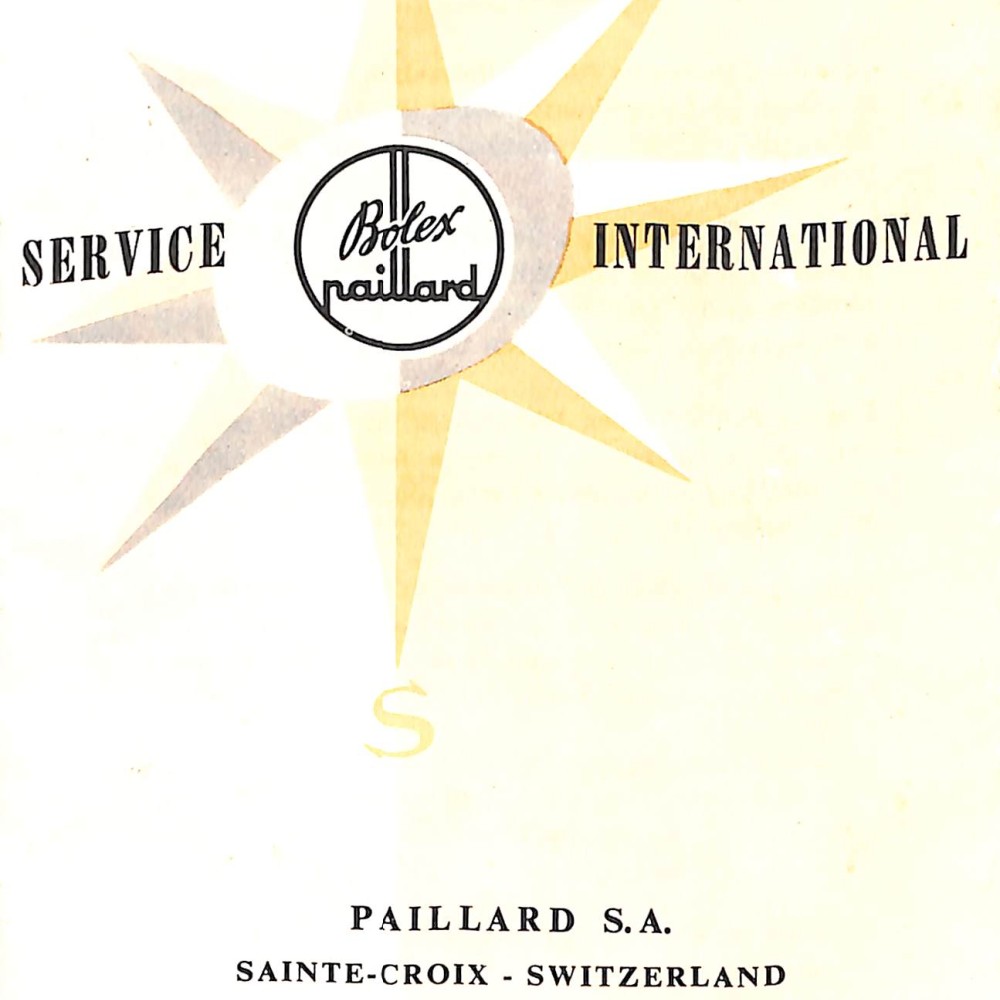 SERVICE INTERNATIONAL
Bolex
paillard
S
PAILLARD S.A.
SAINTE-CROIX - SWITZERLAND